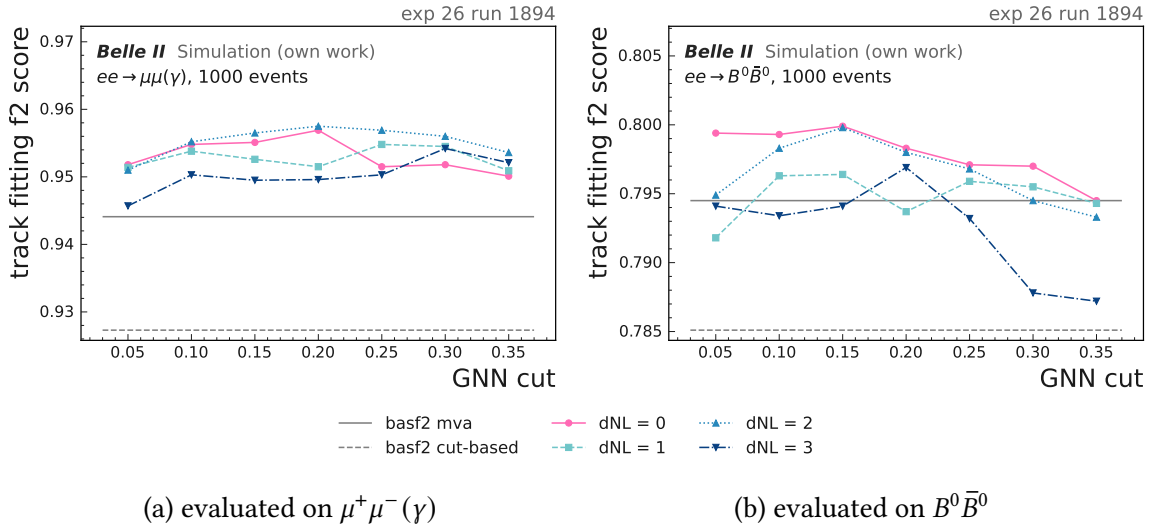 exp 26 run 1894
Belle II Simulation (own work)
ee → μμ(γ), 1000 events
track fitting f2 score
0.97
0.96
0.95
0.94
0.93
0.05 0.10 0.15 0.20 0.25 0.30 0.35
GNN cut
exp 26 run 1894
Belle II Simulation (own work)
ee → B⁰B̄⁰, 1000 events
track fitting f2 score
0.805
0.800
0.795
0.790
0.785
0.05 0.10 0.15 0.20 0.25 0.30 0.35
GNN cut
basf2 mva
basf2 cut-based
dNL = 0
dNL = 1
dNL = 2
dNL = 3
(a) evaluated on μ⁺μ⁻(γ)
(b) evaluated on B⁰B̄⁰